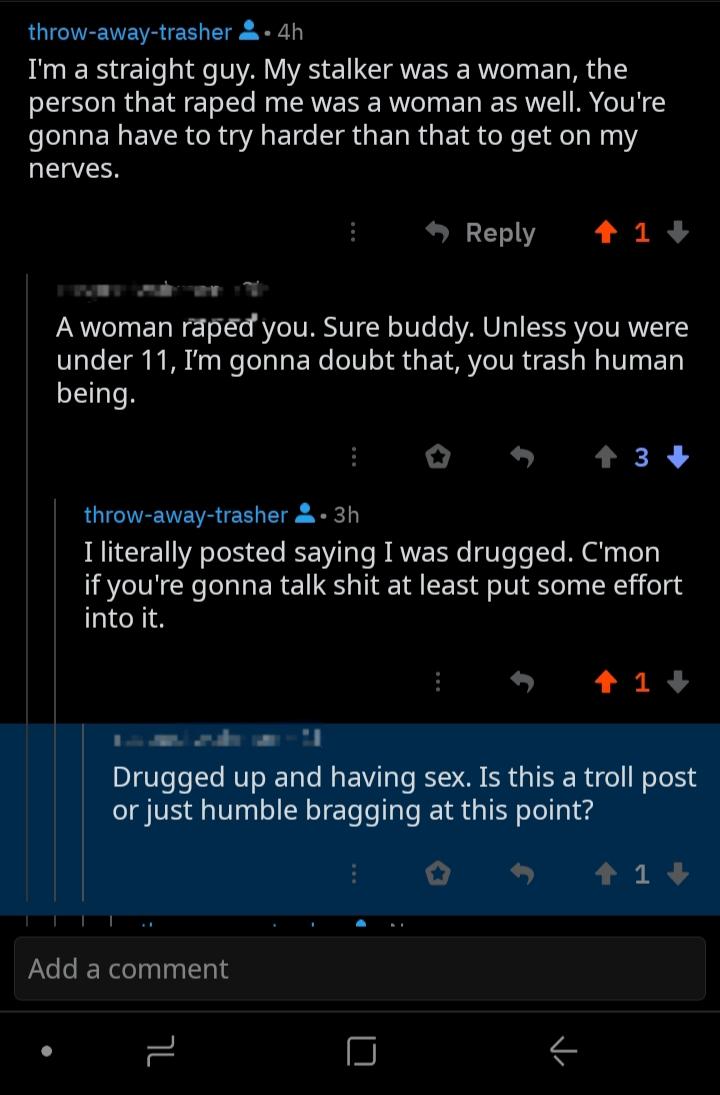 throw-away-trasher • 4h
I'm a straight guy. My stalker was a woman, the
person that raped me was a woman as well. You're
gonna have to try harder than that to get on my
nerves.
Reply 1
A woman raped you. Sure buddy. Unless you were
under 11, I’m gonna doubt that, you trash human
being.
3
throw-away-trasher • 3h
I literally posted saying I was drugged. C'mon
if you're gonna talk shit at least put some effort
into it.
1
Drugged up and having sex. Is this a troll post
or just humble bragging at this point?
1
Add a comment